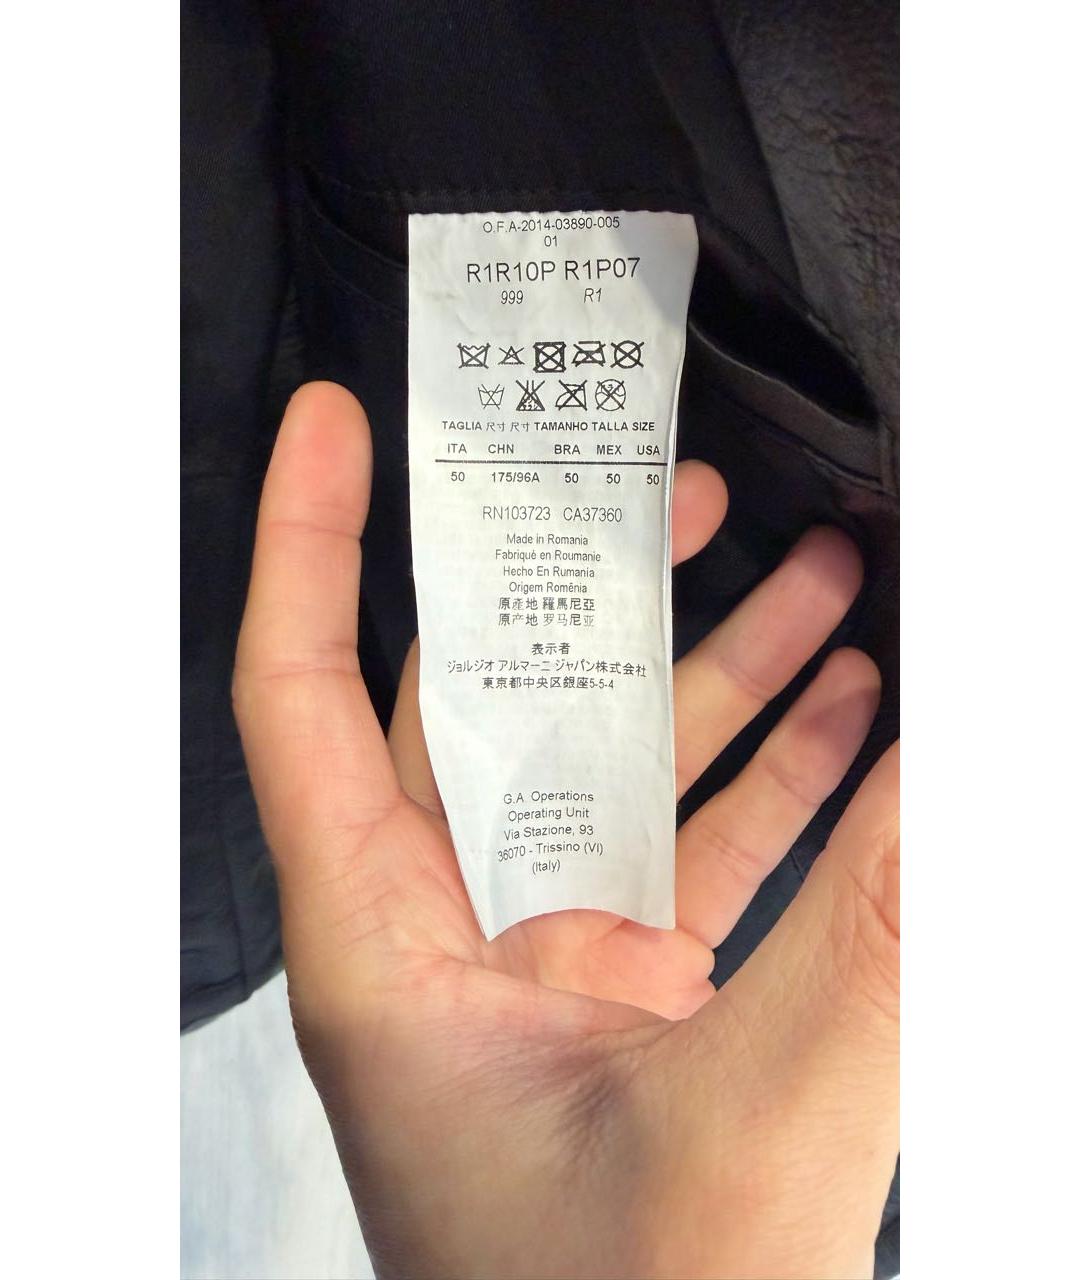 O.F.A-2014-03890-005
01
R1R10P R1P07
999 R1
TAGLIA 尺寸 尺寸 TAMANHO TALLA SIZE
ITA CHN BRA MEX USA
50 175/96A 50 50 50
RN103723 CA37360
Made in Romania
Fabriqué en Roumanie
Hecho En Rumania
Origem Romênia
原產地 羅馬尼亞
原产地 罗马尼亚
表示者
ジョルジオ アルマーニ ジャパン株式会社
東京都中央区銀座5-5-4
G.A. Operations
Operating Unit
Via Stazione, 93
36070 - Trissino (VI)
(Italy)